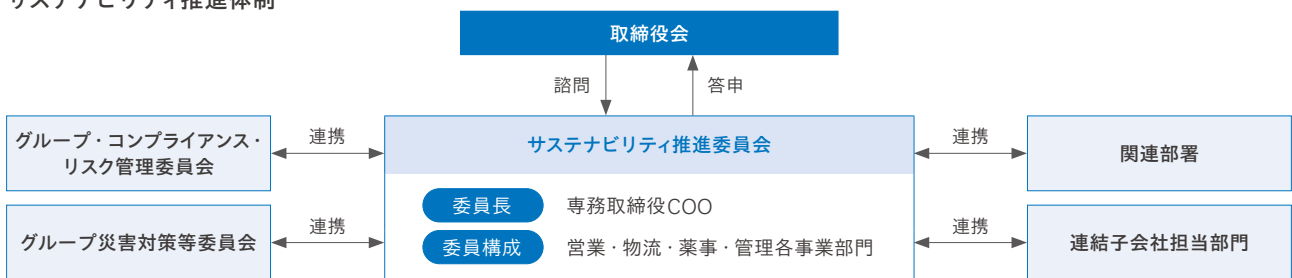 サステナビリティ推進体制
取締役会
諮問
答申
グループ・コンプライアンス・
リスク管理委員会
連携
サステナビリティ推進委員会
連携
関連部署
委員長
専務取締役COO
グループ災害対策等委員会
連携
委員構成
営業・物流・薬事・管理各事業部門
連携
連結子会社担当部門